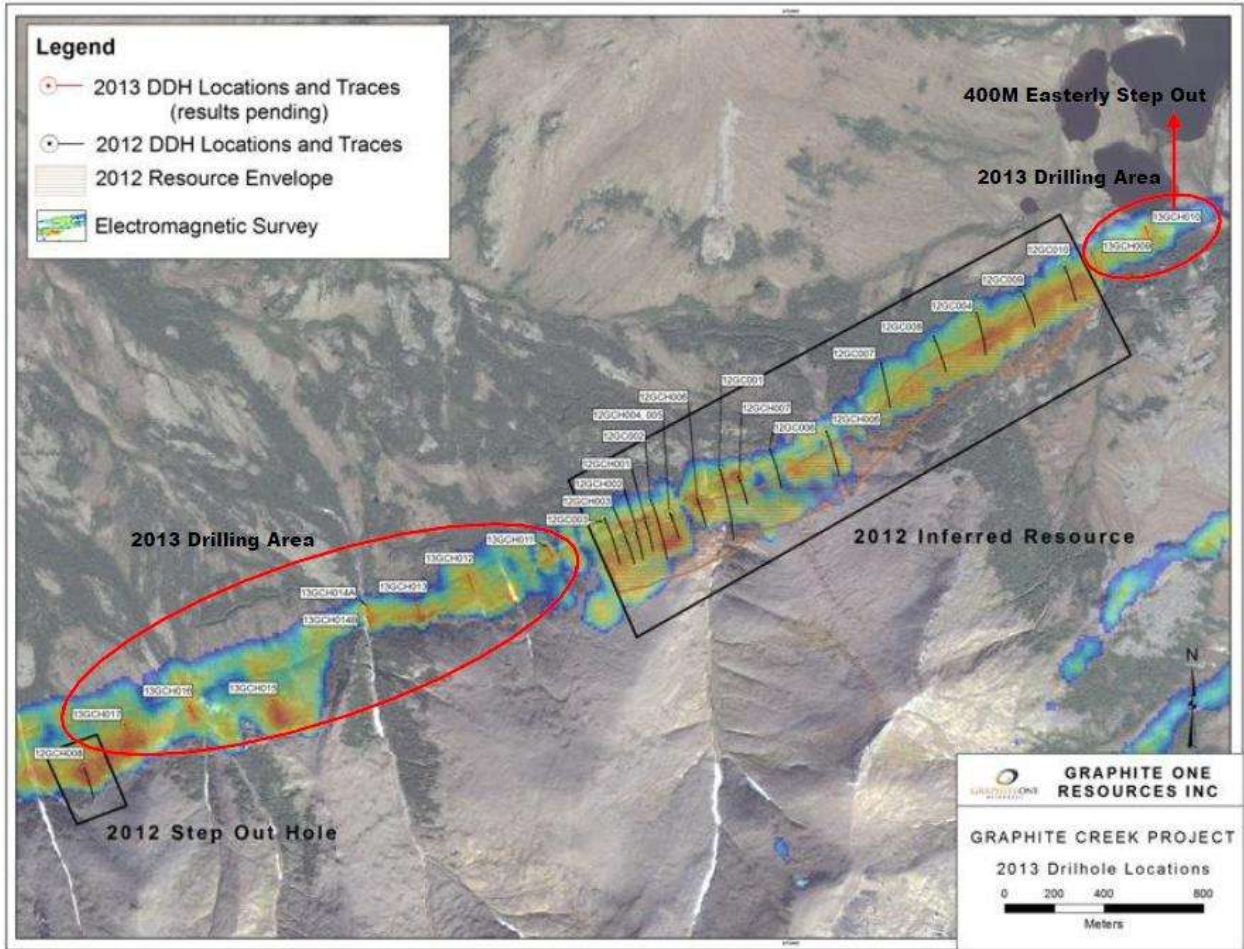 Legend
2013 DDH Locations and Traces
(results pending)
2012 DDH Locations and Traces
2012 Resource Envelope
Electromagnetic Survey
400M Easterly Step Out
2013 Drilling Area
13GCH010
13GCH009
12GC010
12GC009
12GC004
12GC008
12GC007
12GC001
12GCH006
12GCH007
12GCH004, 005
12GC002
12GC006
12GCH006
12GCH001
12GCH002
12GCH003
12GC003
2012 Inferred Resource
2013 Drilling Area
13GCH011
13GCH012
13GCH013
13GCH014A
13GCH014B
13GCH015
13GCH016
13GCH017
12GCH008
2012 Step Out Hole
N
GRAPHITE ONE
GRAPHITE ONE
RESOURCES INC
GRAPHITE CREEK PROJECT
2013 Drilhole Locations
0 200 400 800
Meters